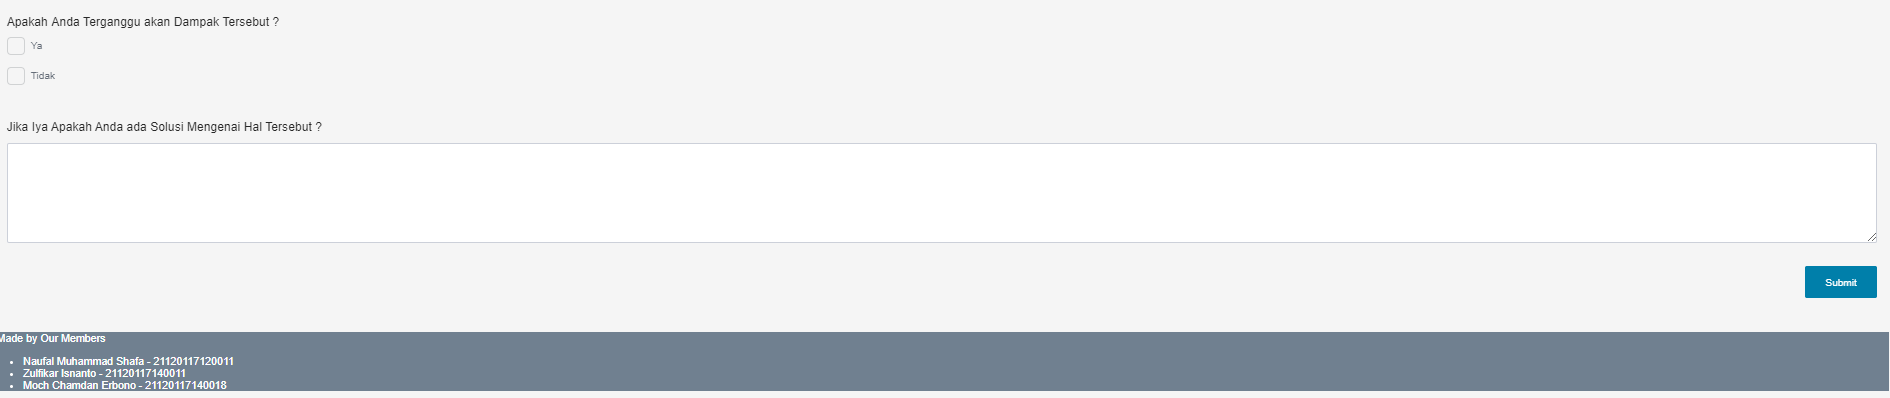 Apakah Anda Terganggu akan Dampak Tersebut ?
Ya
Tidak
Jika Iya Apakah Anda ada Solusi Mengenai Hal Tersebut ?
Submit
Made by Our Members
• Naufal Muhammad Shafa - 21120117120011
• Zulfikar Isnanto - 21120117140011
• Moch Chamdan Erbono - 21120117140018